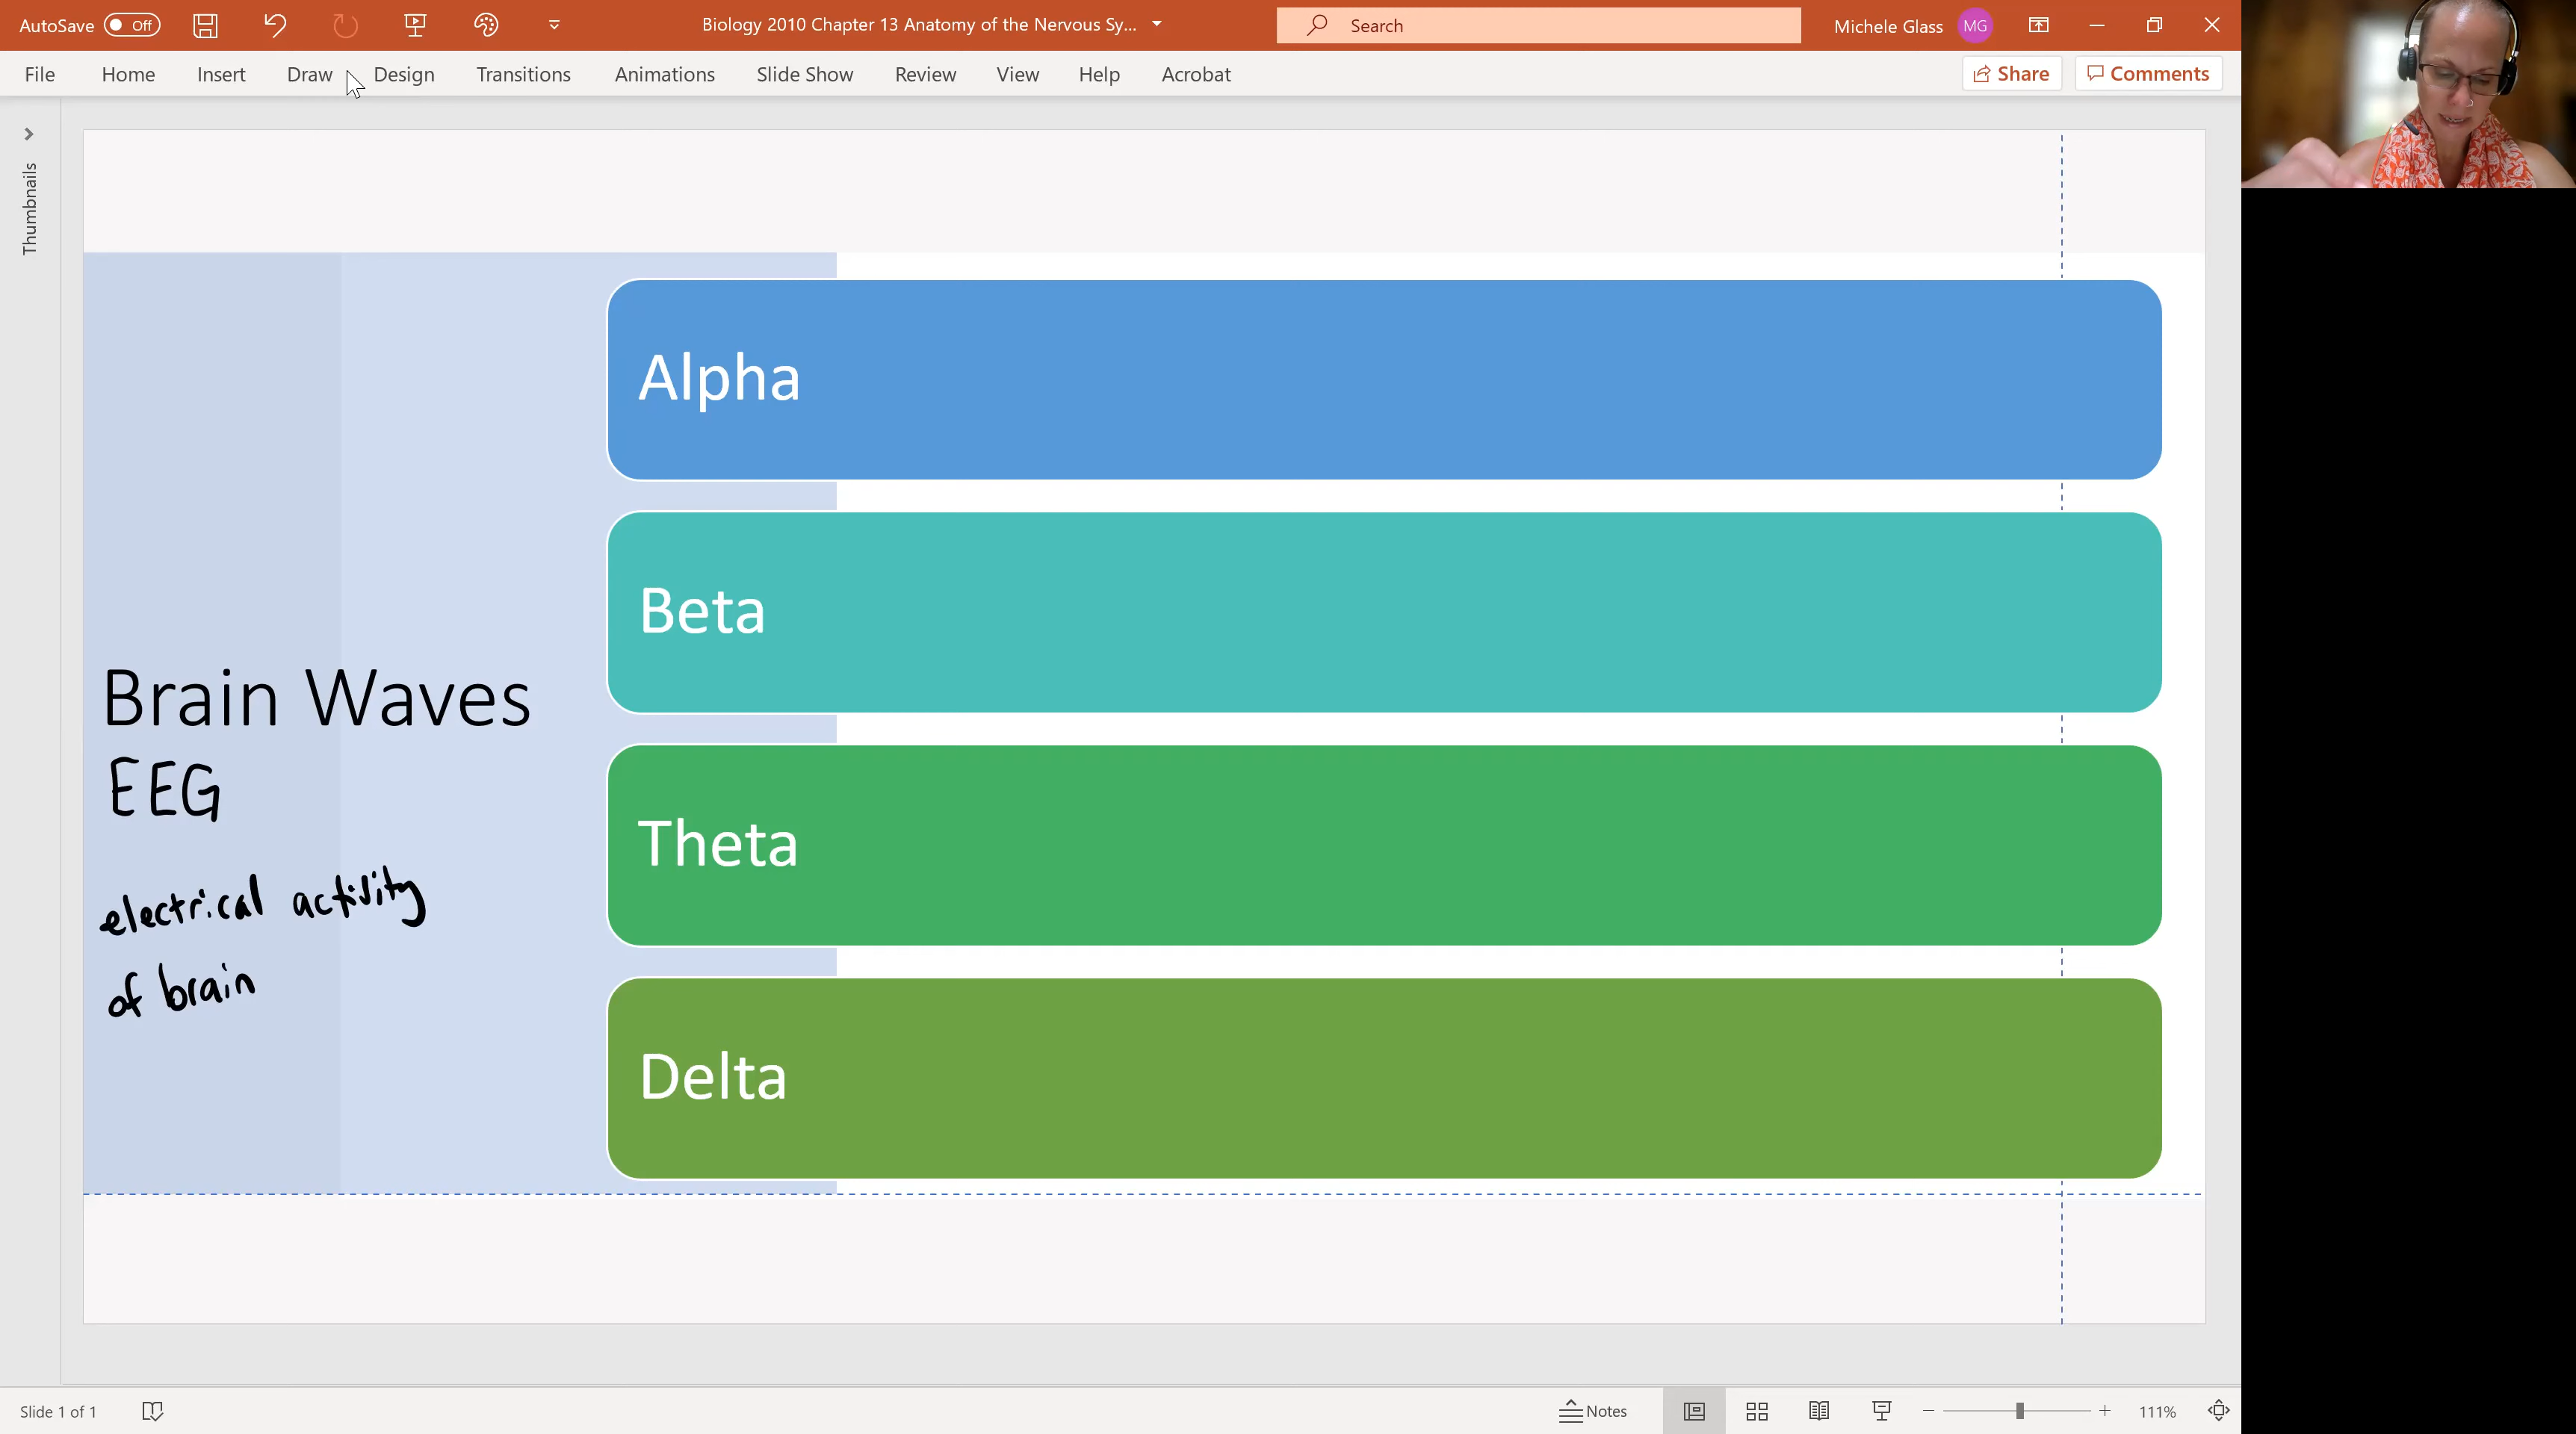 AutoSave Off
Biology 2010 Chapter 13 Anatomy of the Nervous Sy...
Search
Michele Glass MG
File Home Insert Draw Design Transitions Animations Slide Show Review View Help Acrobat
Share Comments
Thumbnails
Brain Waves
EEG
electrical activity
of brain
Alpha
Beta
Theta
Delta
Slide 1 of 1
Notes
111%